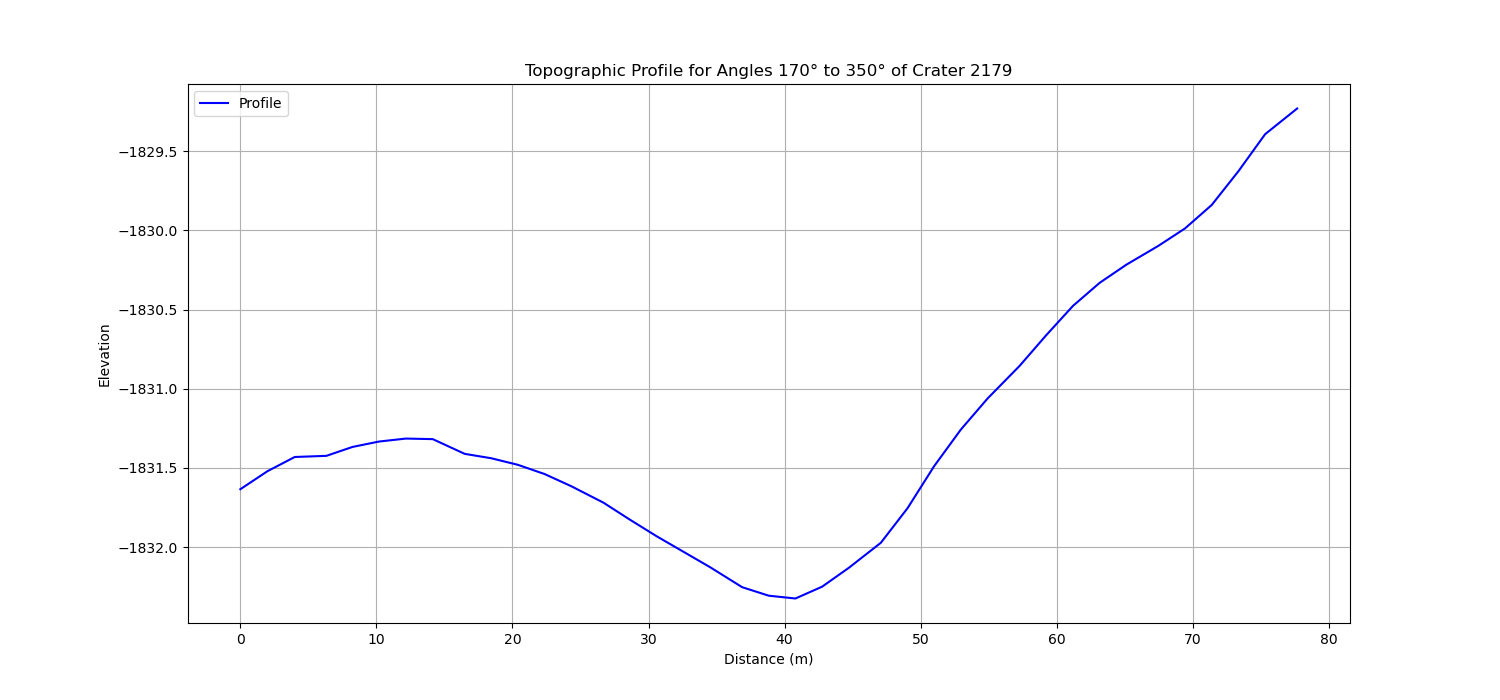 Topographic Profile for Angles 170° to 350° of Crater 2179
Profile
−1829.5
−1830.0
−1830.5
−1831.0
−1831.5
−1832.0
Elevation
0 10 20 30 40 50 60 70 80
Distance (m)